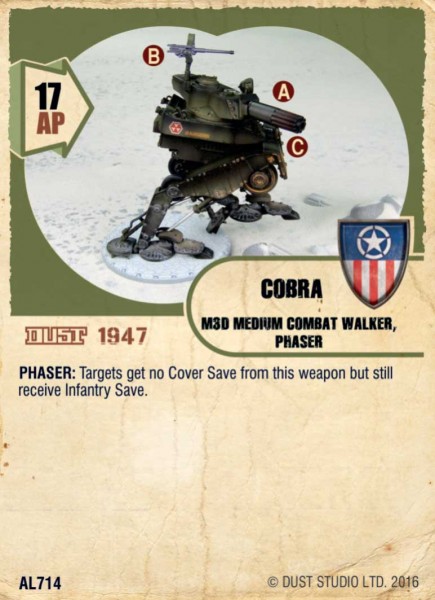 17
AP
B
A
C
COBRA
M3D MEDIUM COMBAT WALKER,
PHASER
DUST 1947
PHASER: Targets get no Cover Save from this weapon but still
receive Infantry Save.
AL714
© DUST STUDIO LTD. 2016